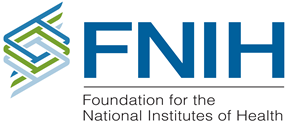 FNIH
Foundation for the
National Institutes of Health